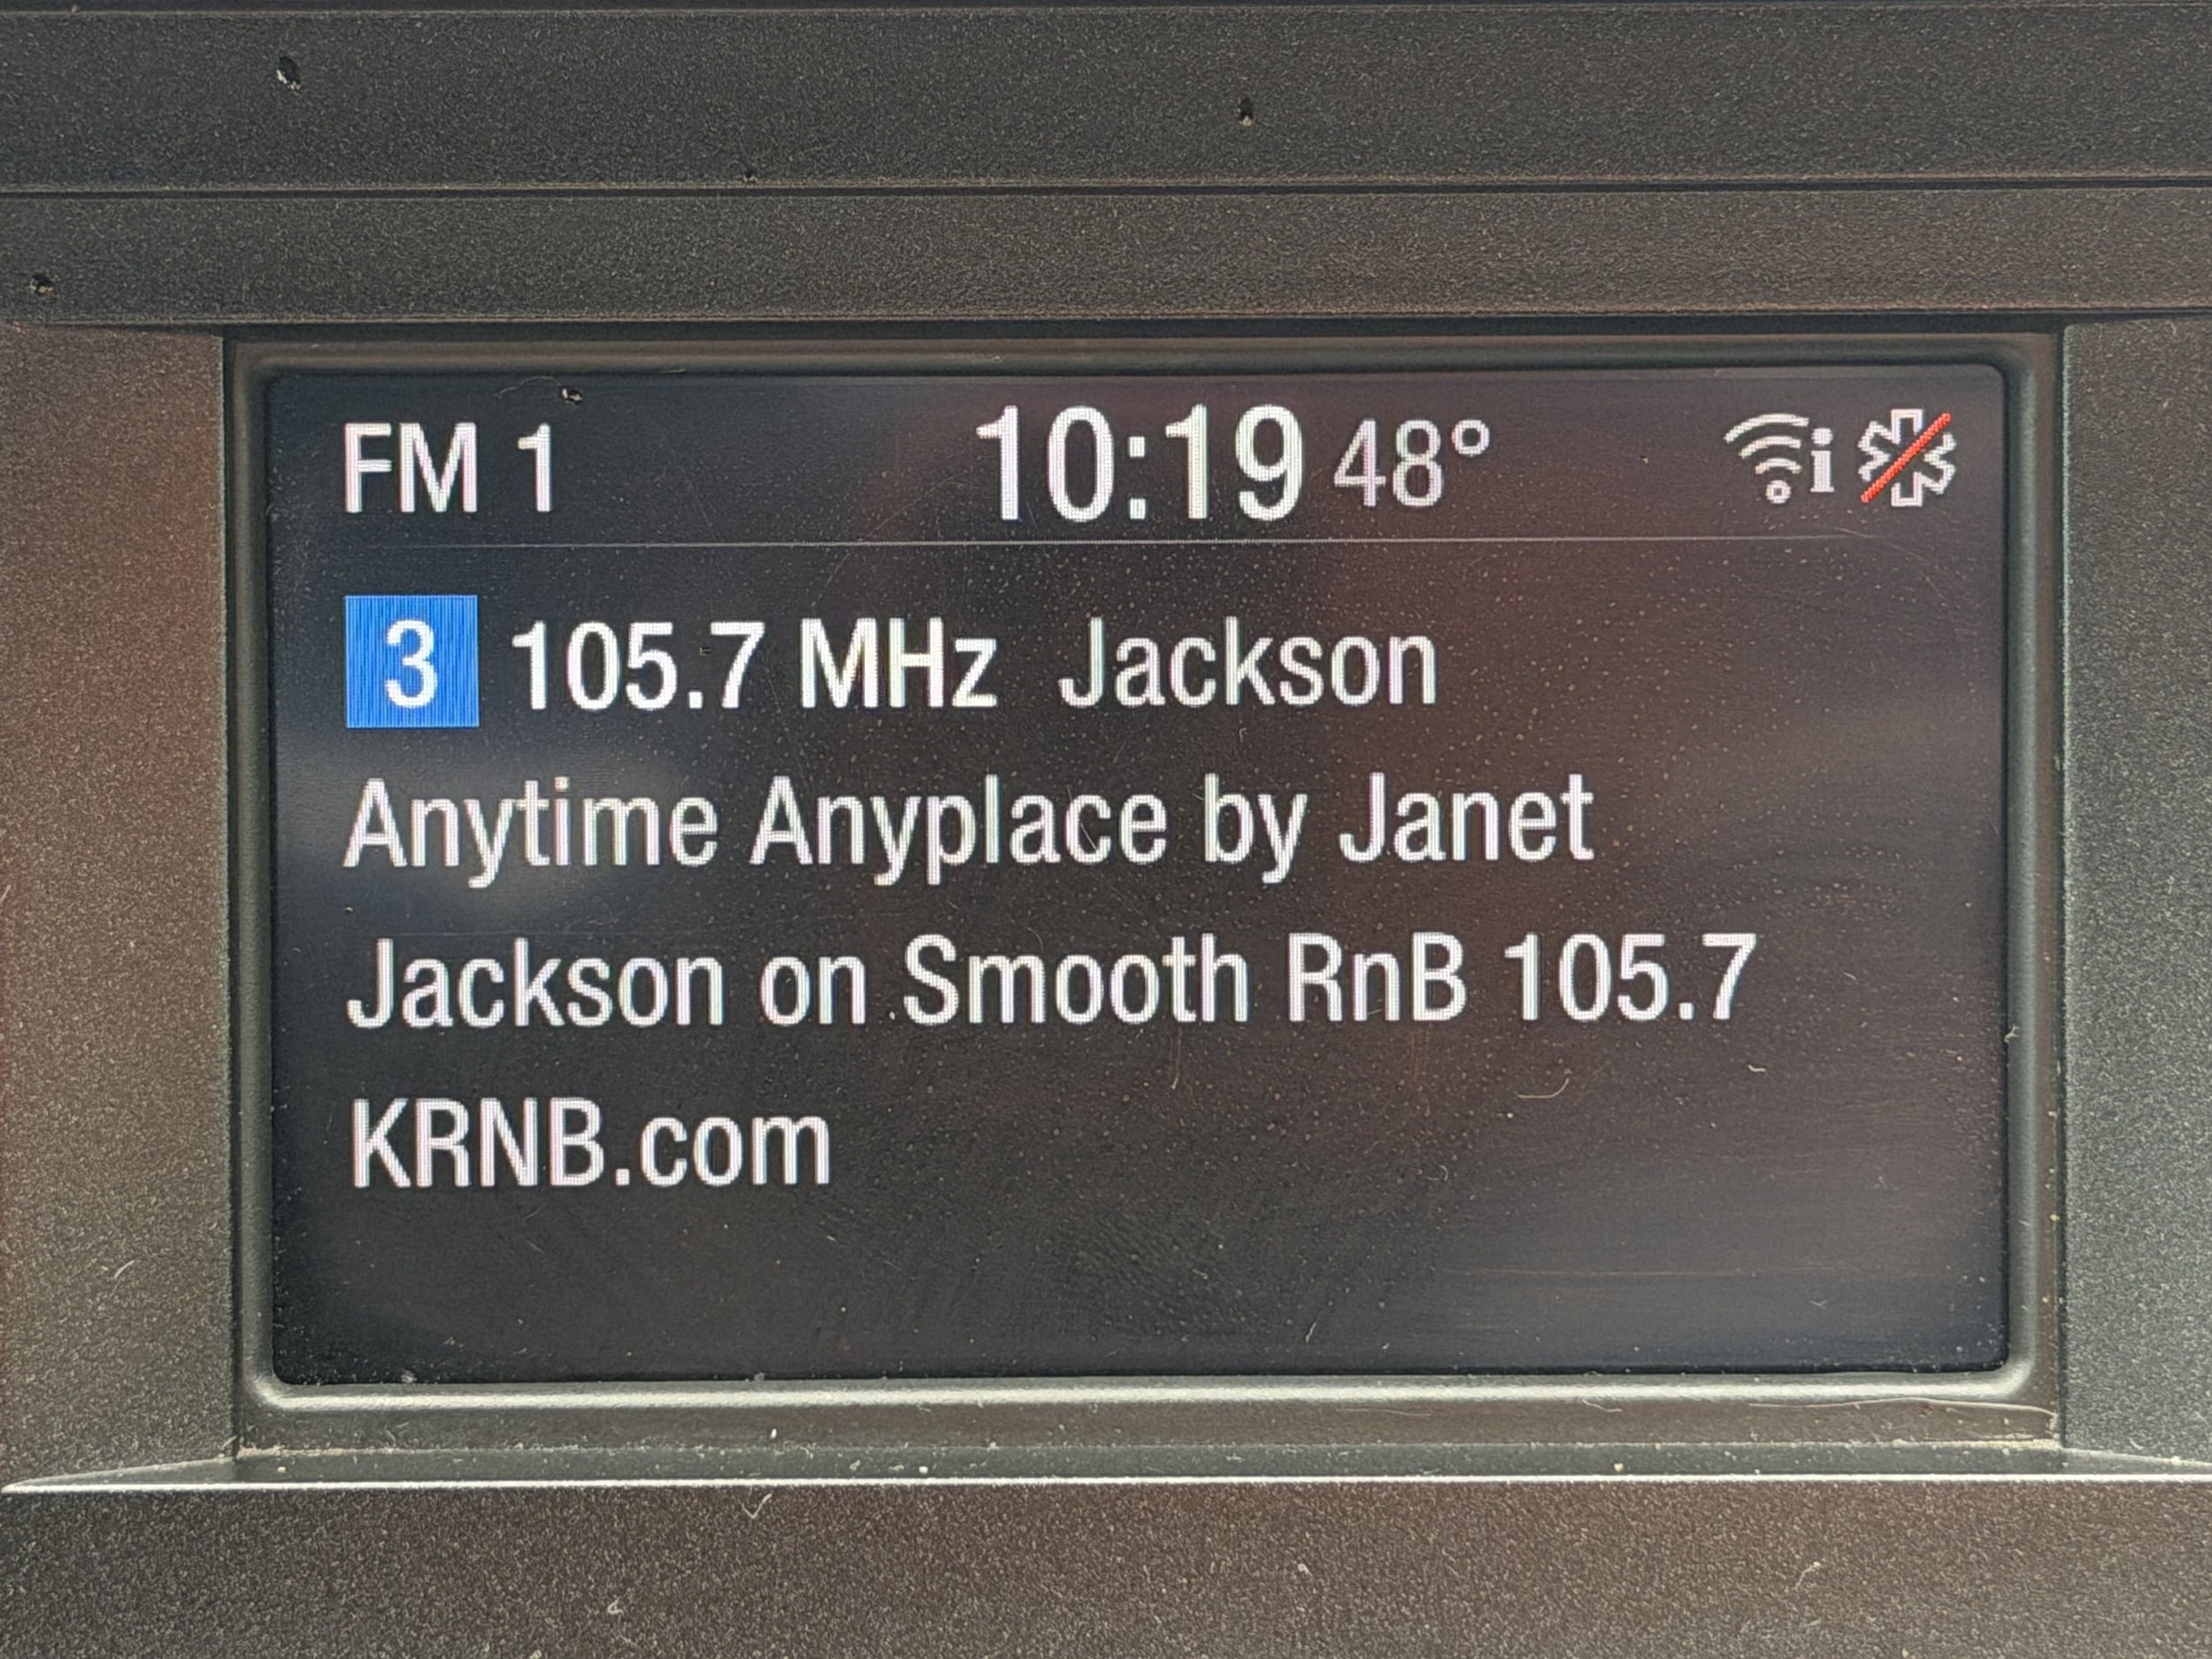 FM 1 10:19 48° i
3 105.7 MHz Jackson
Anytime Anyplace by Janet
Jackson on Smooth RnB 105.7
KRNB.com